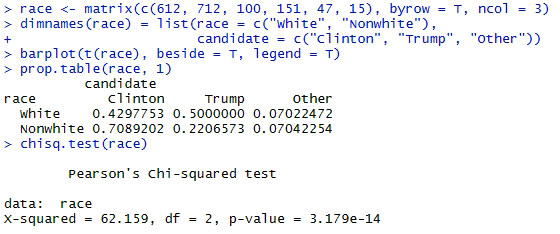 > race <- matrix(c(612, 712, 100, 151, 47, 15), byrow = T, ncol = 3)
> dimnames(race) = list(race = c("White", "Nonwhite"),
+                       candidate = c("Clinton", "Trump", "Other"))
> barplot(t(race), beside = T, legend = T)
> prop.table(race, 1)
          candidate
race         Clinton     Trump      Other
  White    0.4297753 0.5000000 0.07022472
  Nonwhite 0.7089202 0.2206573 0.07042254
> chisq.test(race)
        Pearson's Chi-squared test
data:  race
X-squared = 62.159, df = 2, p-value = 3.179e-14